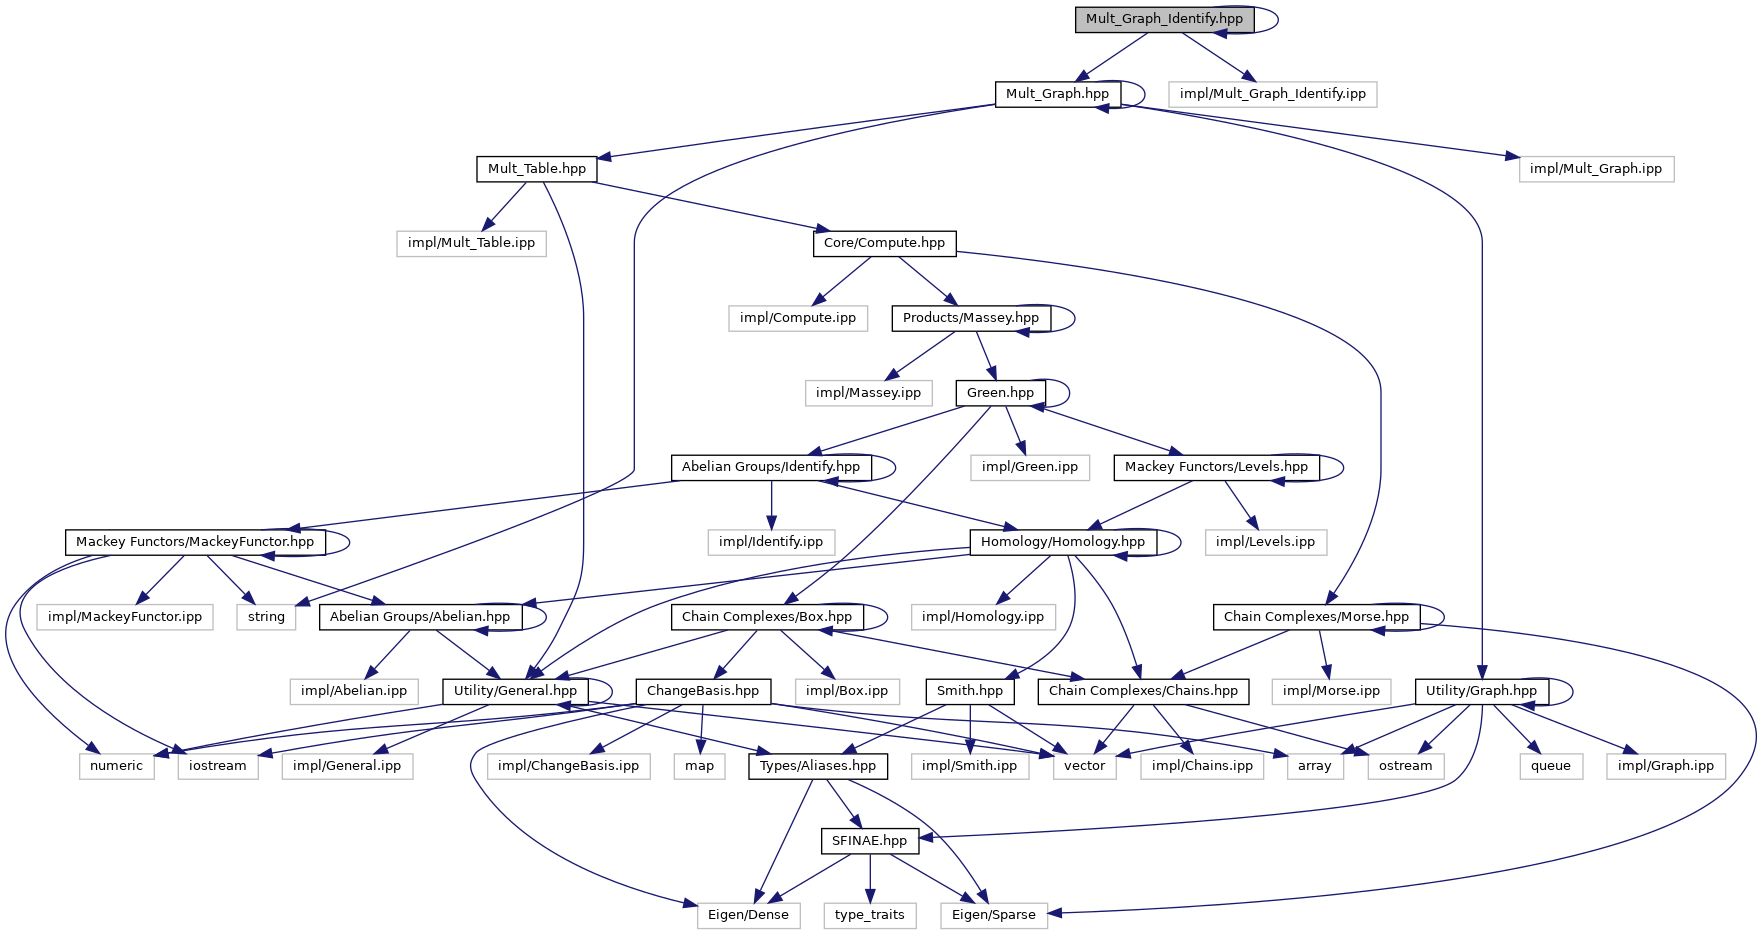 Mult_Graph_Identify.hpp
Mult_Graph.hpp
impl/Mult_Graph_Identify.ipp
Mult_Table.hpp
impl/Mult_Graph.ipp
impl/Mult_Table.ipp
Core/Compute.hpp
impl/Compute.ipp
Products/Massey.hpp
impl/Massey.ipp
Green.hpp
Abelian Groups/Identify.hpp
impl/Green.ipp
Mackey Functors/Levels.hpp
Mackey Functors/MackeyFunctor.hpp
impl/Identify.ipp
Homology/Homology.hpp
impl/Levels.ipp
impl/MackeyFunctor.ipp
string
Abelian Groups/Abelian.hpp
Chain Complexes/Box.hpp
impl/Homology.ipp
Chain Complexes/Morse.hpp
impl/Abelian.ipp
Utility/General.hpp
ChangeBasis.hpp
impl/Box.ipp
Smith.hpp
Chain Complexes/Chains.hpp
impl/Morse.ipp
Utility/Graph.hpp
numeric
iostream
impl/General.ipp
impl/ChangeBasis.ipp
map
Types/Aliases.hpp
impl/Smith.ipp
vector
impl/Chains.ipp
array
ostream
queue
impl/Graph.ipp
SFINAE.hpp
Eigen/Dense
type_traits
Eigen/Sparse